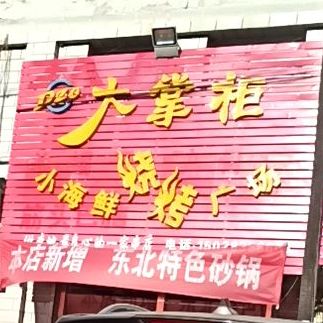 六掌柜
小海鲜 烧烤广场
本店新增 东北特色砂锅